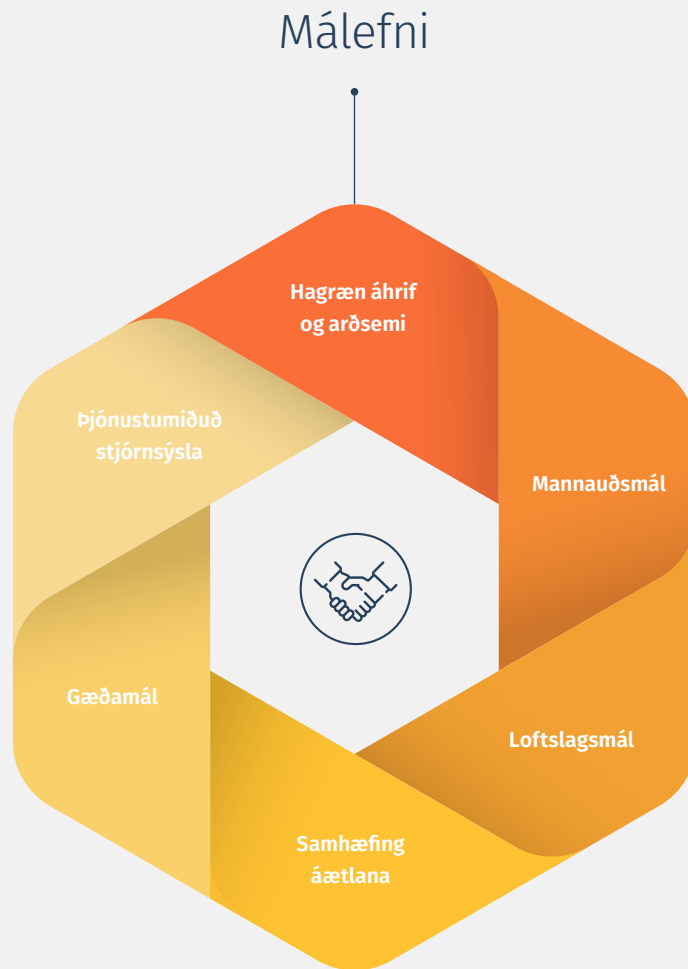 Málefni
Hagræn áhrif
og arðsemi
Mannauðsmál
Loftslagsmál
Samhæfing
áætlana
Gæðamál
Þjónustumiðuð
stjórnsýsla